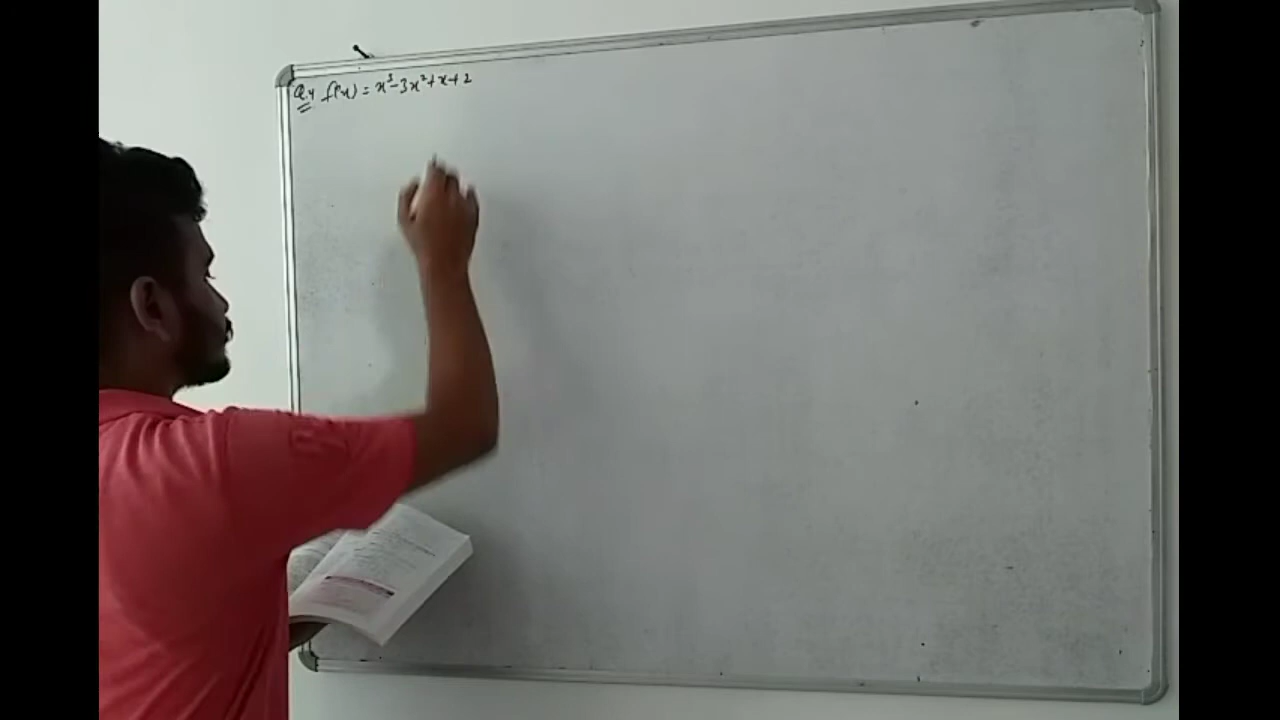 Q.4 f(x) = x³-3x²+x+2